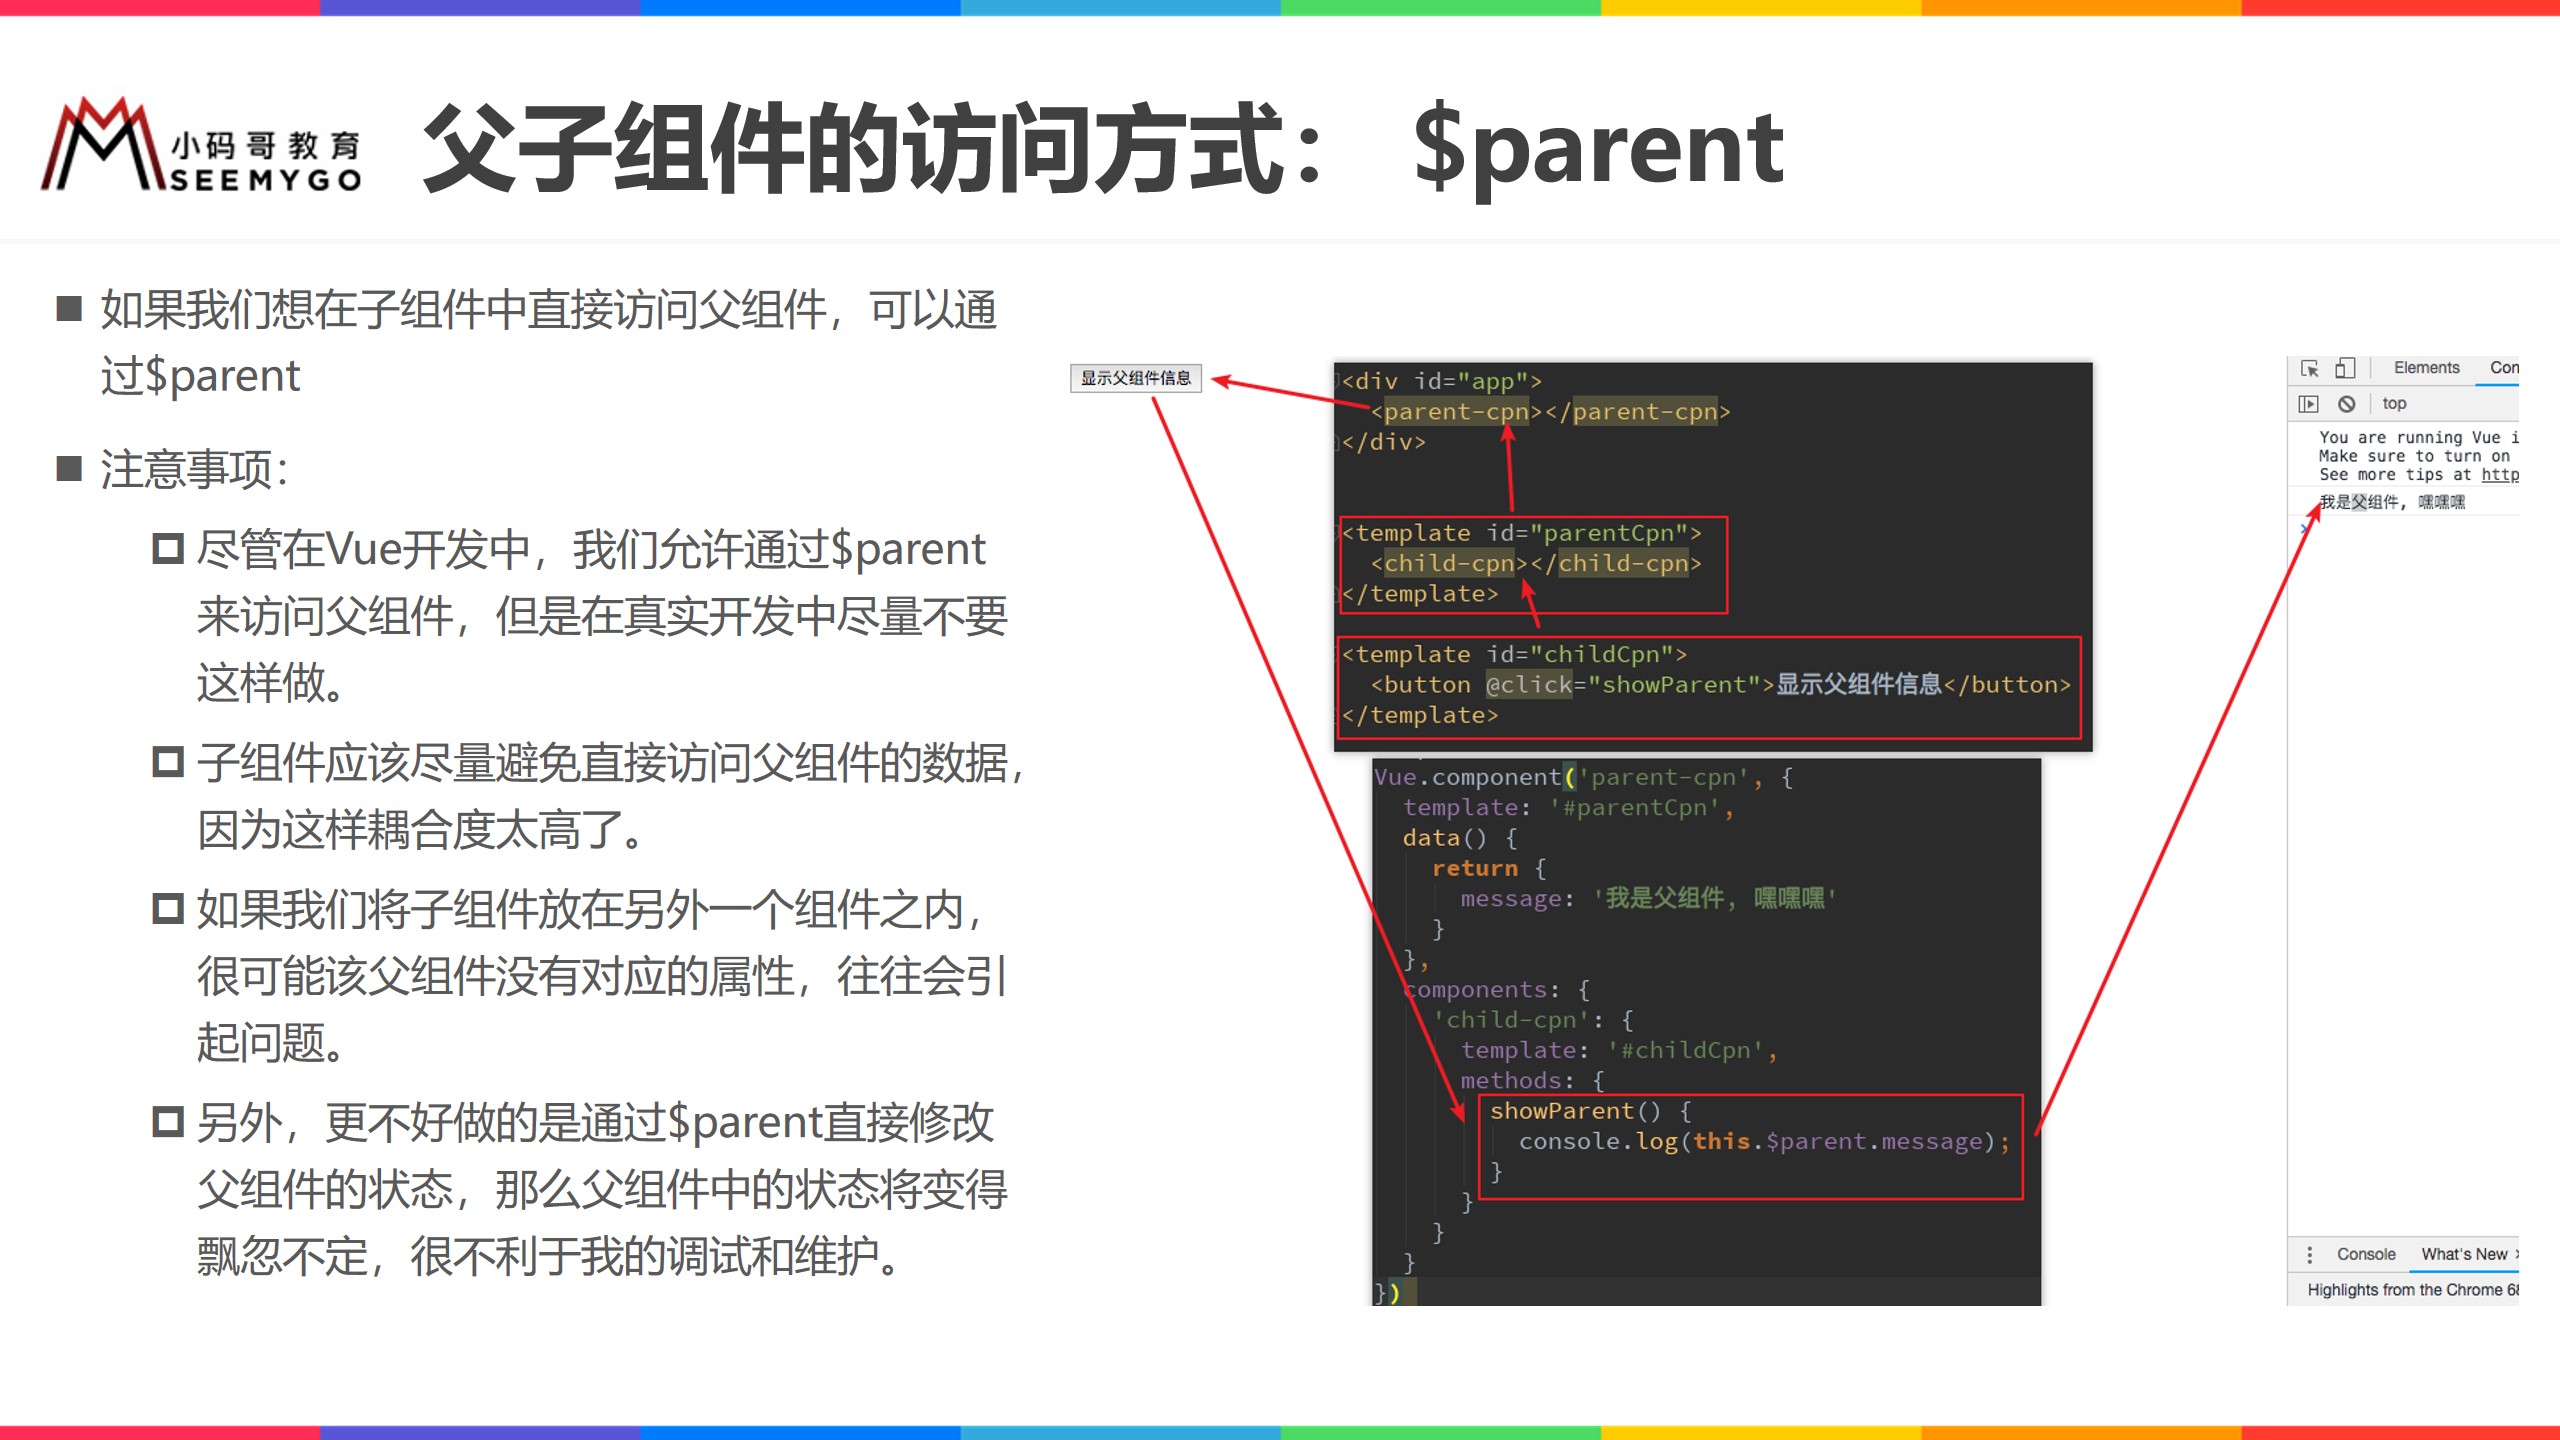 小码哥教育
SEEMYGO
父子组件的访问方式： $parent
如果我们想在子组件中直接访问父组件，可以通
过$parent
注意事项：
尽管在Vue开发中，我们允许通过$parent
来访问父组件，但是在真实开发中尽量不要
这样做。
子组件应该尽量避免直接访问父组件的数据，
因为这样耦合度太高了。
如果我们将子组件放在另外一个组件之内，
很可能该父组件没有对应的属性，往往会引
起问题。
另外，更不好做的是通过$parent直接修改
父组件的状态，那么父组件中的状态将变得
飘忽不定，很不利于我的调试和维护。
显示父组件信息
<div id="app">
<parent-cpn></parent-cpn>
</div>
<template id="parentCpn">
<child-cpn></child-cpn>
</template>
<template id="childCpn">
<button @click="showParent">显示父组件信息</button>
</template>
Vue.component('parent-cpn', {
template: '#parentCpn',
data() {
return {
message: '我是父组件, 嘿嘿嘿'
}
},
components: {
'child-cpn': {
template: '#childCpn',
methods: {
showParent() {
console.log(this.$parent.message);
}
}
}
}
})
Elements Con
top
You are running Vue i
Make sure to turn on
See more tips at http
我是父组件, 嘿嘿嘿
Console What's New
Highlights from the Chrome 68